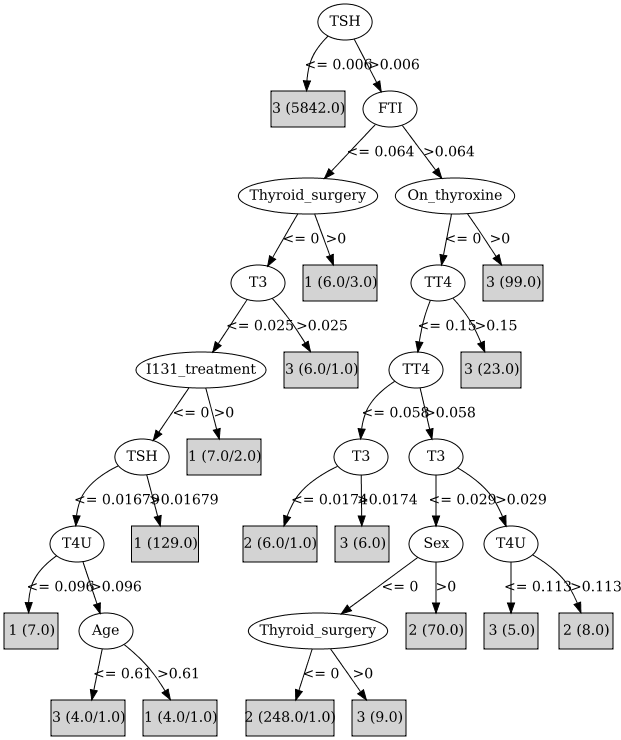 TSH
<= 0.006 >0.006
3 (5842.0) FTI
<= 0.064 >0.064
Thyroid_surgery On_thyroxine
<= 0 >0 <= 0 >0
T3 1 (6.0/3.0) TT4 3 (99.0)
<= 0.025 >0.025 <= 0.15 >0.15
I131_treatment 3 (6.0/1.0) TT4 3 (23.0)
<= 0 >0 <= 0.058 >0.058
TSH 1 (7.0/2.0) T3 T3
<= 0.01679 >0.01679 <= 0.0174 >0.0174 <= 0.029 >0.029
T4U 1 (129.0) 2 (6.0/1.0) 3 (6.0) Sex T4U
<= 0.096 >0.096 <= 0 >0 <= 0.113 >0.113
1 (7.0) Age Thyroid_surgery 2 (70.0) 3 (5.0) 2 (8.0)
<= 0.61 >0.61 <= 0 >0
3 (4.0/1.0) 1 (4.0/1.0) 2 (248.0/1.0) 3 (9.0)